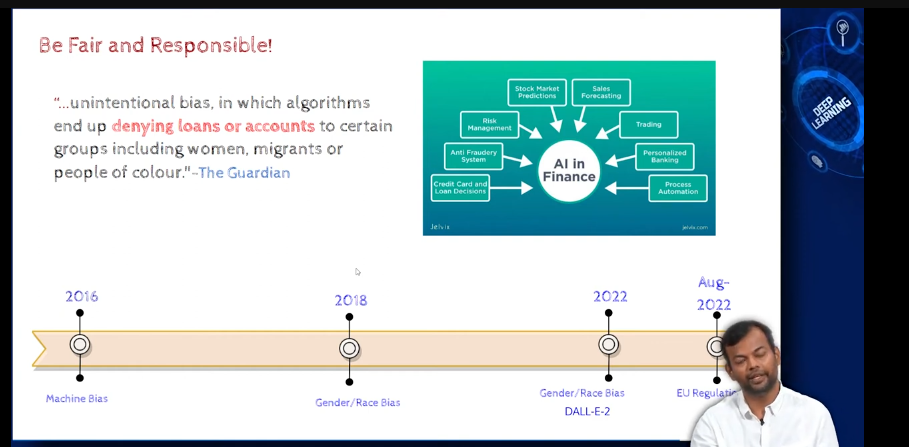 Be Fair and Responsible!
"...unintentional bias, in which algorithms
end up denying loans or accounts to certain
groups including women, migrants or
people of colour."-The Guardian
Stock Market
Predictions
Sales
Forecasting
Risk
Management
Trading
Anti Fraudery
System
AI in
Finance
Personalized
Banking
Credit Card and
Loan Decisions
Process
Automation
Jelvix
jelvix.com
DEEP
LEARNING
2016
2018
2022
Aug-
2022
Machine Bias
Gender/Race Bias
Gender/Race Bias
DALL-E-2
EU